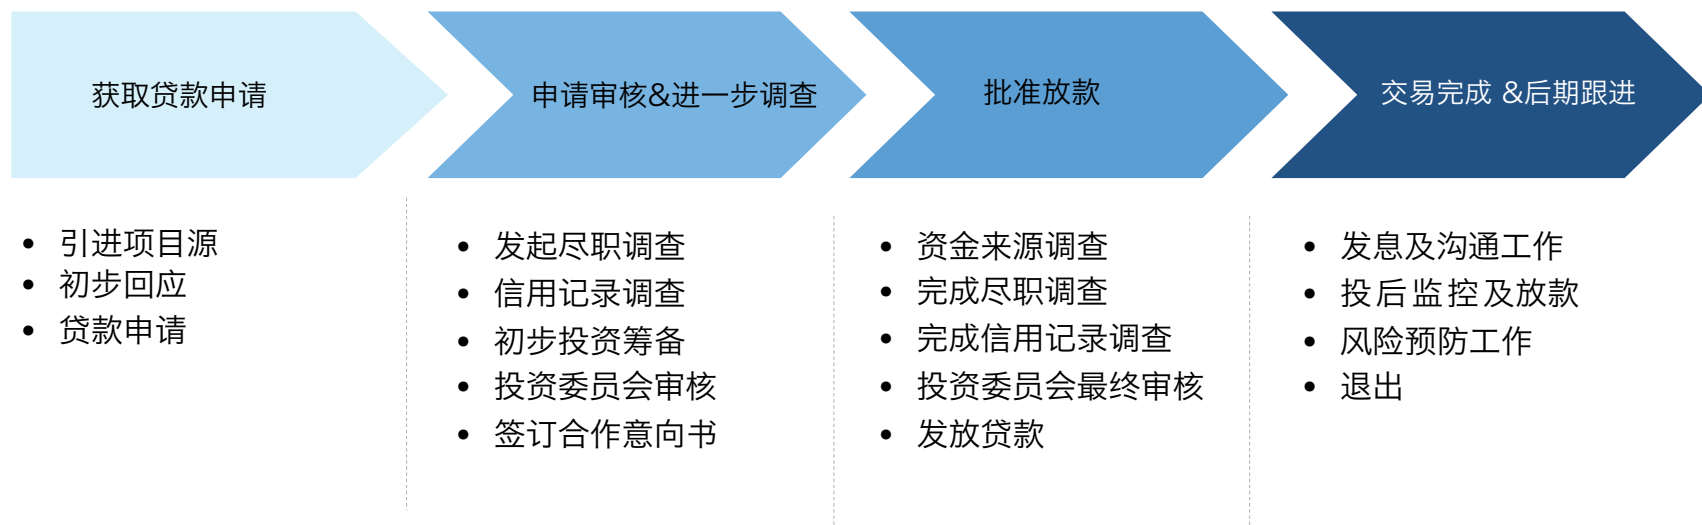 获取贷款申请
申请审核&进一步调查
批准放款
交易完成 &后期跟进
• 引进项目源
• 初步回应
• 贷款申请
• 发起尽职调查
• 信用记录调查
• 初步投资筹备
• 投资委员会审核
• 签订合作意向书
• 资金来源调查
• 完成尽职调查
• 完成信用记录调查
• 投资委员会最终审核
• 发放贷款
• 发息及沟通工作
• 投后监控及放款
• 风险预防工作
• 退出